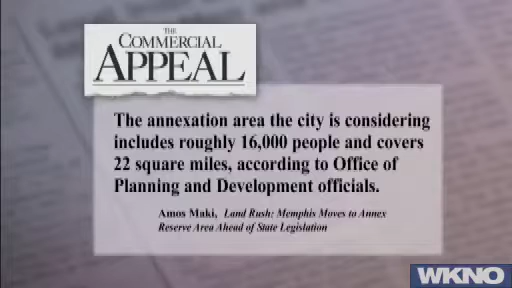 THE
COMMERCIAL
APPEAL
The annexation area the city is considering
includes roughly 16,000 people and covers
22 square miles, according to Office of
Planning and Development officials.
Amos Maki, Land Rush: Memphis Moves to Annex
Reserve Area Ahead of State Legislation
WKNO